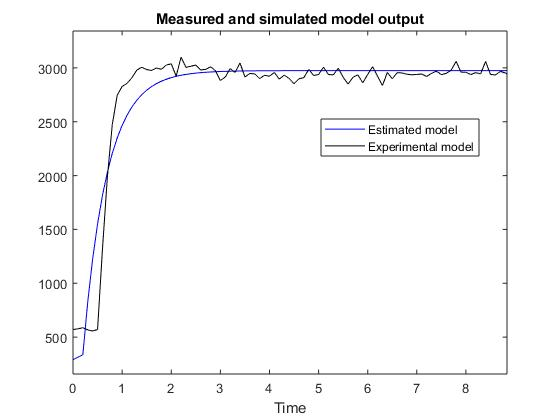 Measured and simulated model output
3000
2500
2000
1500
1000
500
Estimated model
Experimental model
0 1 2 3 4 5 6 7 8
Time